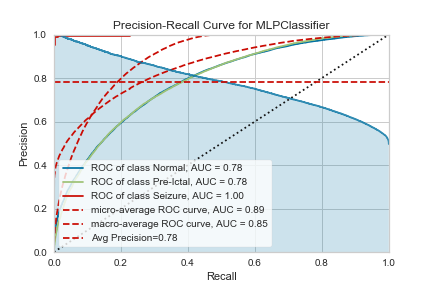 Precision-Recall Curve for MLPClassifier
1.0
0.8
0.6
0.4
0.2
0.0
Precision
ROC of class Normal, AUC = 0.78
ROC of class Pre-Ictal, AUC = 0.78
ROC of class Seizure, AUC = 1.00
micro-average ROC curve, AUC = 0.89
macro-average ROC curve, AUC = 0.85
Avg Precision=0.78
0.0 0.2 0.4 0.6 0.8 1.0
Recall